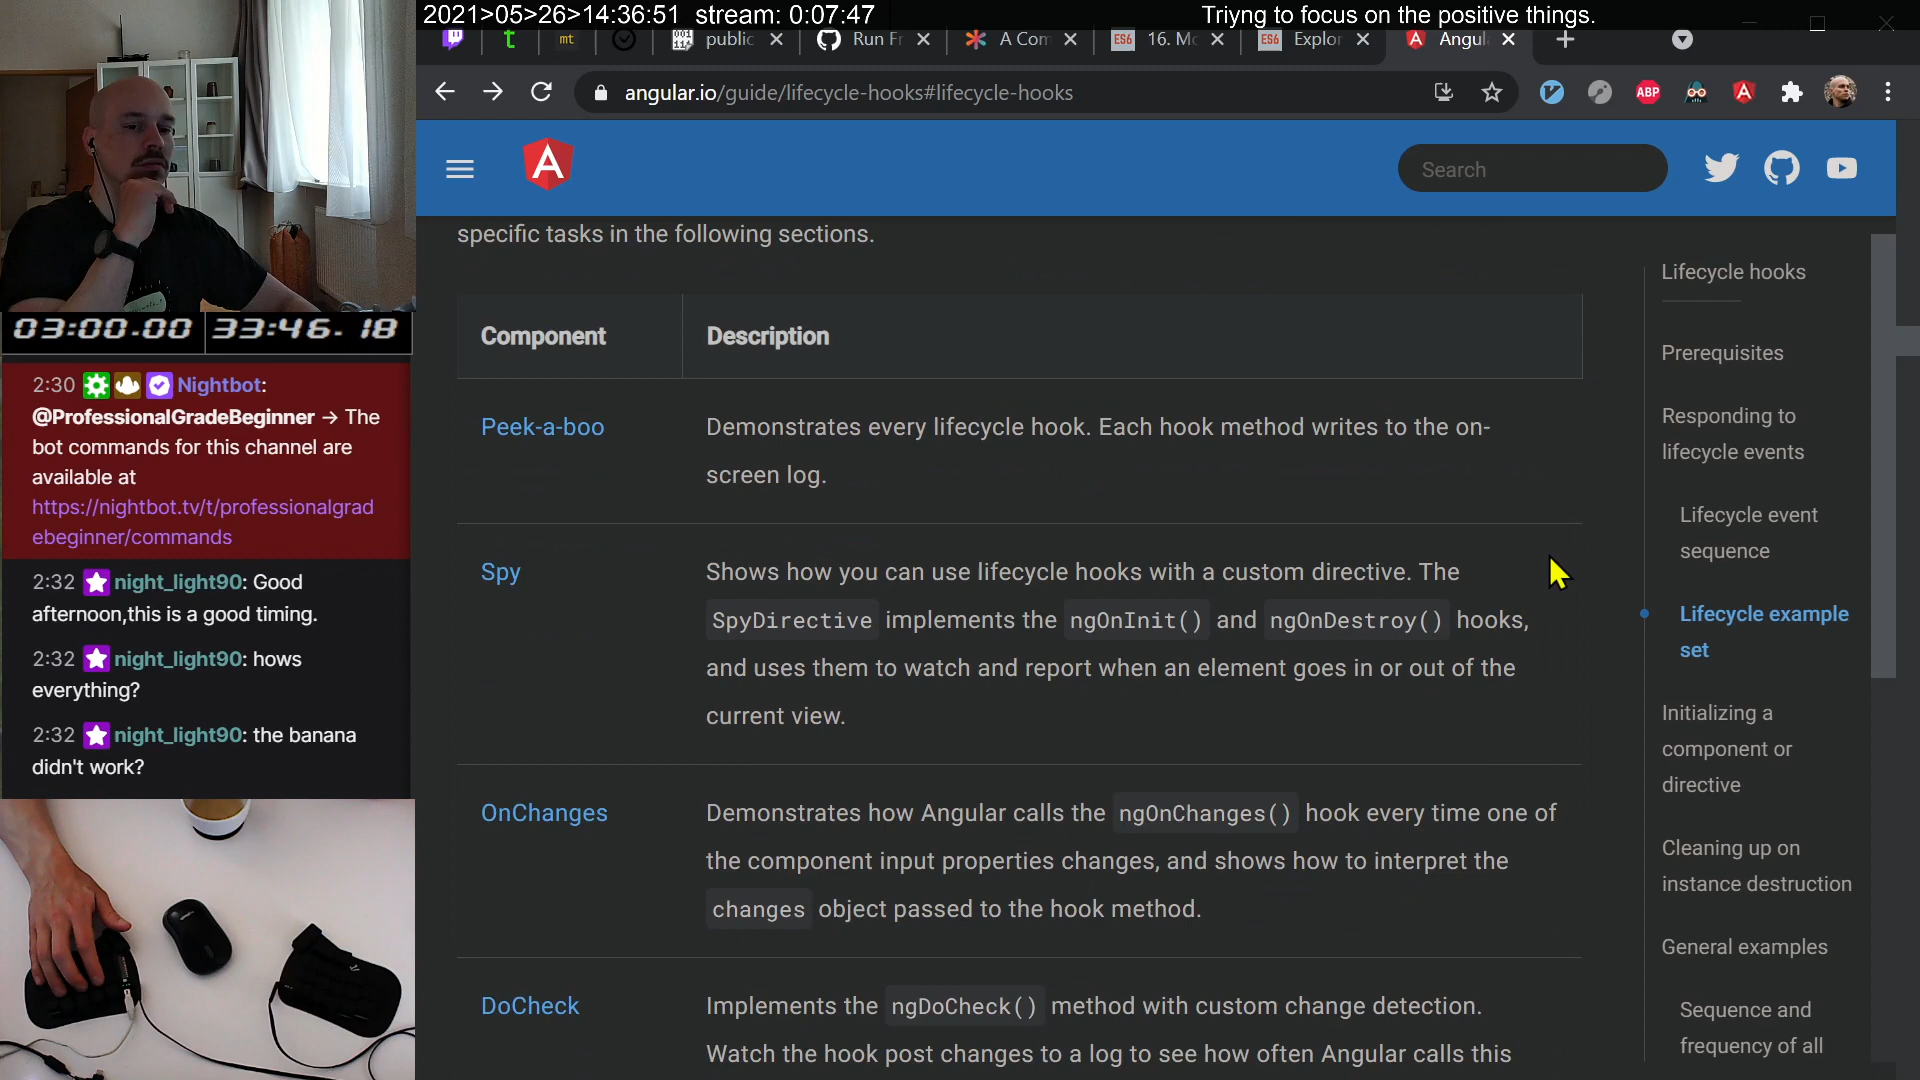 2021>05>26>14:36:51  stream: 0:07:47
Triyng to focus on the positive things.
public
Run Fr
A Com
16. Mo
Explor
Angul
angular.io/guide/lifecycle-hooks#lifecycle-hooks
ABP
Search
specific tasks in the following sections.
Component
Description
Peek-a-boo
Demonstrates every lifecycle hook. Each hook method writes to the on-
screen log.
Spy
Shows how you can use lifecycle hooks with a custom directive. The
SpyDirective implements the ngOnInit() and ngOnDestroy() hooks,
and uses them to watch and report when an element goes in or out of the
current view.
OnChanges
Demonstrates how Angular calls the ngOnChanges() hook every time one of
the component input properties changes, and shows how to interpret the
changes object passed to the hook method.
DoCheck
Implements the ngDoCheck() method with custom change detection.
Watch the hook post changes to a log to see how often Angular calls this
Lifecycle hooks
Prerequisites
Responding to
lifecycle events
Lifecycle event
sequence
Lifecycle example
set
Initializing a
component or
directive
Cleaning up on
instance destruction
General examples
Sequence and
frequency of all
03:00.00
33:46.18
2:30 Nightbot:
@ProfessionalGradeBeginner → The
bot commands for this channel are
available at
https://nightbot.tv/t/professionalgrad
ebeginner/commands
2:32 night_light90: Good
afternoon,this is a good timing.
2:32 night_light90: hows
everything?
2:32 night_light90: the banana
didn't work?